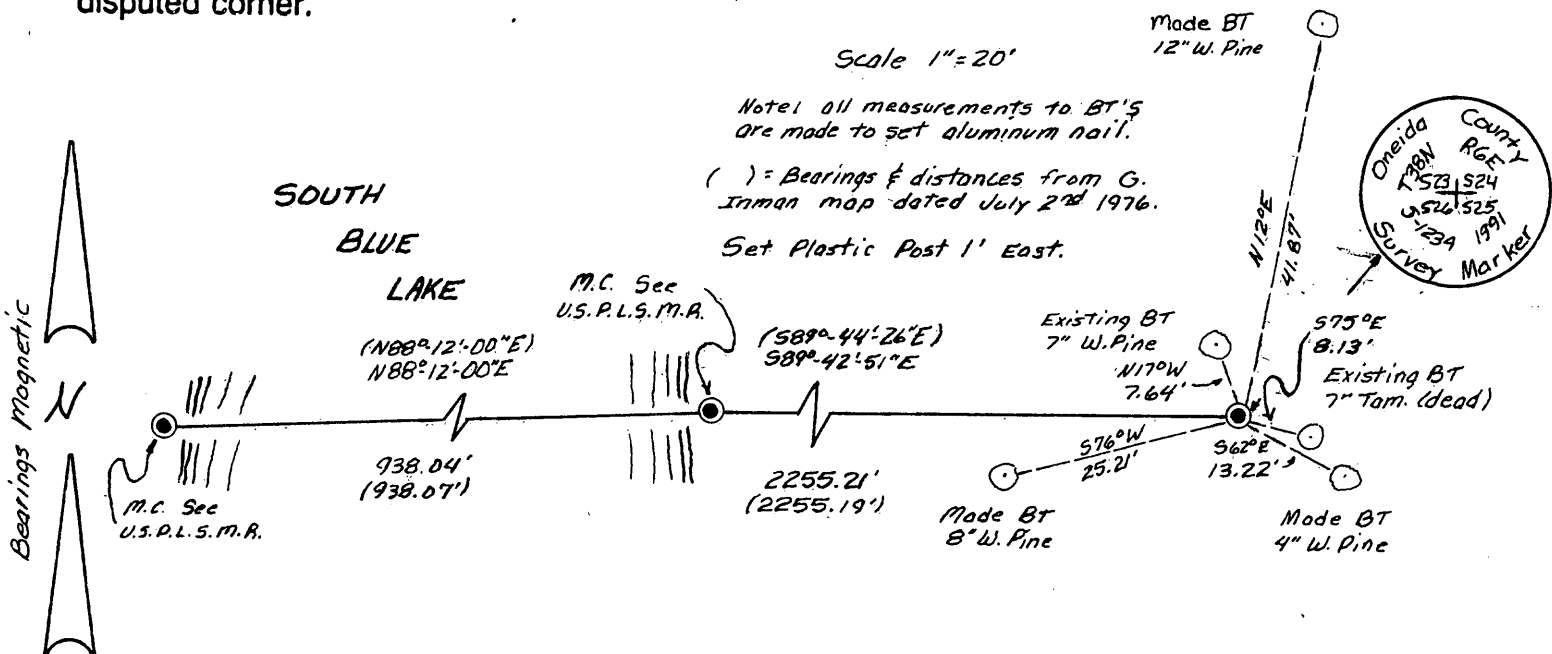 disputed corner.
Made BT
12" W. Pine
Scale 1"=20'
Note: all measurements to BT'S
are made to set aluminum nail.
( ) = Bearings & distances from G.
Inman map dated July 2nd 1976.
Set Plastic Post 1' East.
Oneida County
T38N R6E
S23 S24
S26 S25
S-1234 1991
Survey Marker
N12°E
41.87'
SOUTH
BLUE
LAKE
M.C. See
U.S.P.L.S.M.R.
(N88°-12'-00"E)
N88°-12'-00"E
(S89°-44'-26"E)
S89°-42'-51"E
Existing BT
7" W. Pine
N17°W
7.64'
S75°E
8.13'
Existing BT
7" Tam. (dead)
Bearings Magnetic
N
938.04'
(938.07')
2255.21'
(2255.19')
S76°W
25.21'
S62°E
13.22'
M.C. See
U.S.P.L.S.M.R.
Made BT
8" W. Pine
Made BT
4" W. Pine